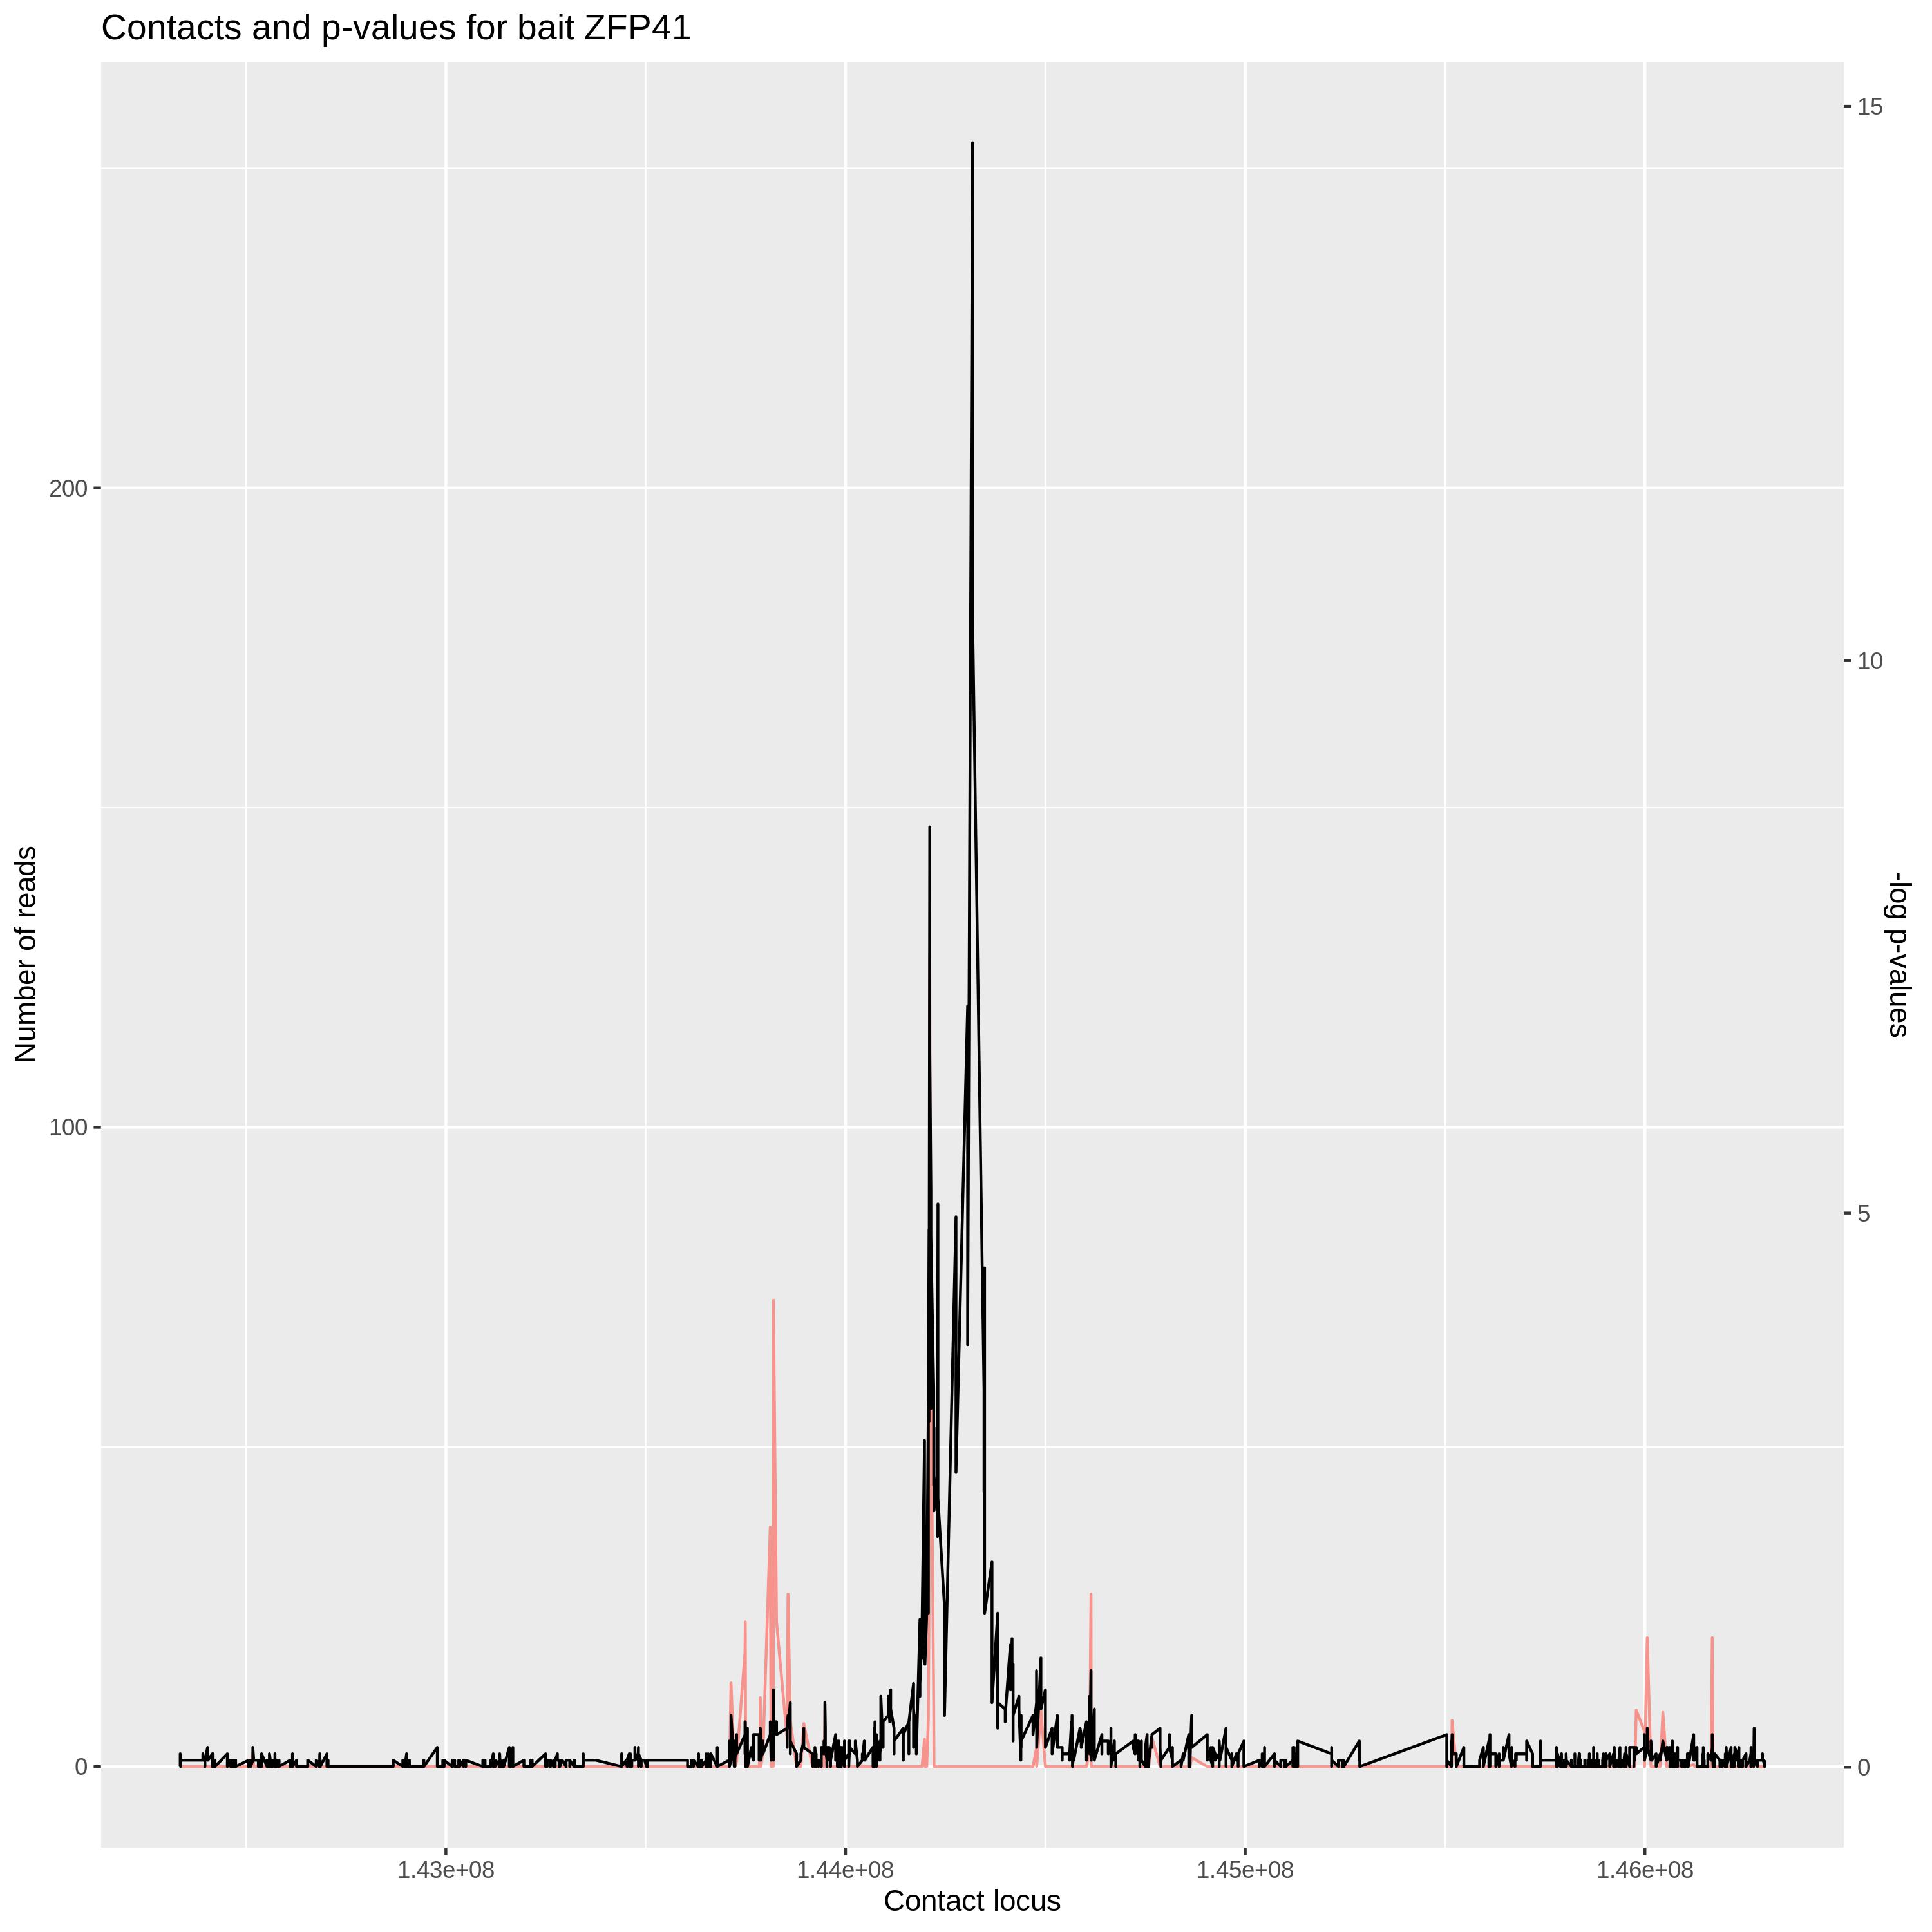 Contacts and p-values for bait ZFP41
15
200
10
Number of reads
-log p-values
100
5
0
0
1.43e+08
1.44e+08
1.45e+08
1.46e+08
Contact locus